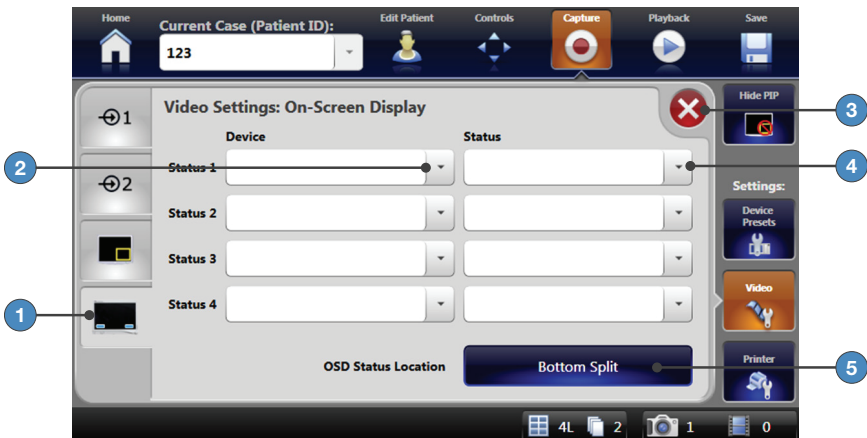 Home
Current Case (Patient ID):
123
Edit Patient
Controls
Capture
Playback
Save
1
Video Settings: On-Screen Display
Hide PIP
3
Device
Status
2
Status 1
4
2
Settings:
Status 2
Device
Presets
Status 3
Video
1
Status 4
OSD Status Location
Bottom Split
Printer
5
4L
2
1
0